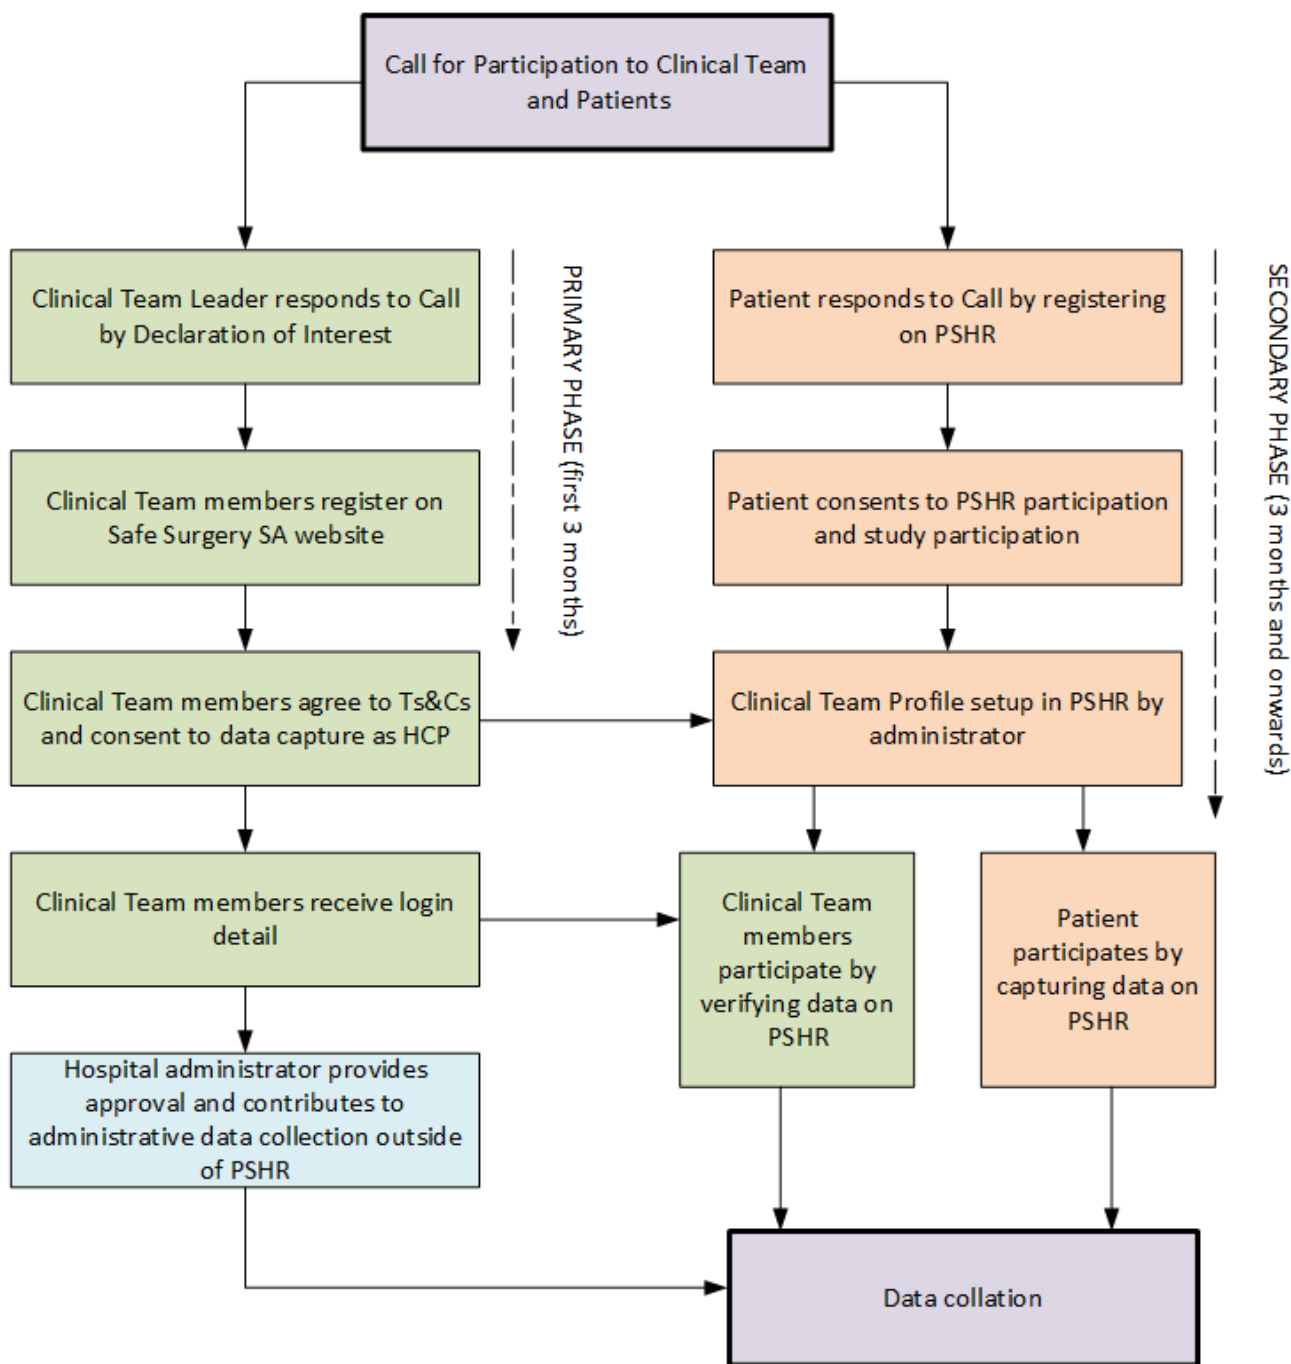 Call for Participation to Clinical Team
and Patients
Clinical Team Leader responds to Call
by Declaration of Interest
PRIMARY PHASE (first 3 months)
Patient responds to Call by registering
on PSHR
SECONDARY PHASE (3 months and onwards)
Clinical Team members register on
Safe Surgery SA website
Patient consents to PSHR participation
and study participation
Clinical Team members agree to Ts&Cs
and consent to data capture as HCP
Clinical Team Profile setup in PSHR by
administrator
Clinical Team members receive login
detail
Clinical Team
members
participate by
verifying data on
PSHR
Patient
participates by
capturing data on
PSHR
Hospital administrator provides
approval and contributes to
administrative data collection outside
of PSHR
Data collation